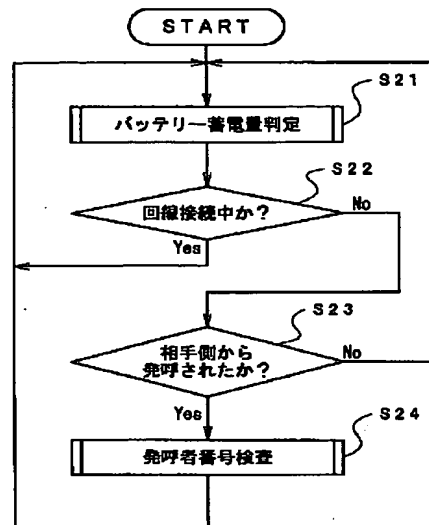 START
S21
バッテリー蓄電量判定
S22
回線接続中か?
No
Yes
S23
相手側から
発呼されたか?
No
Yes
S24
発呼者番号検査